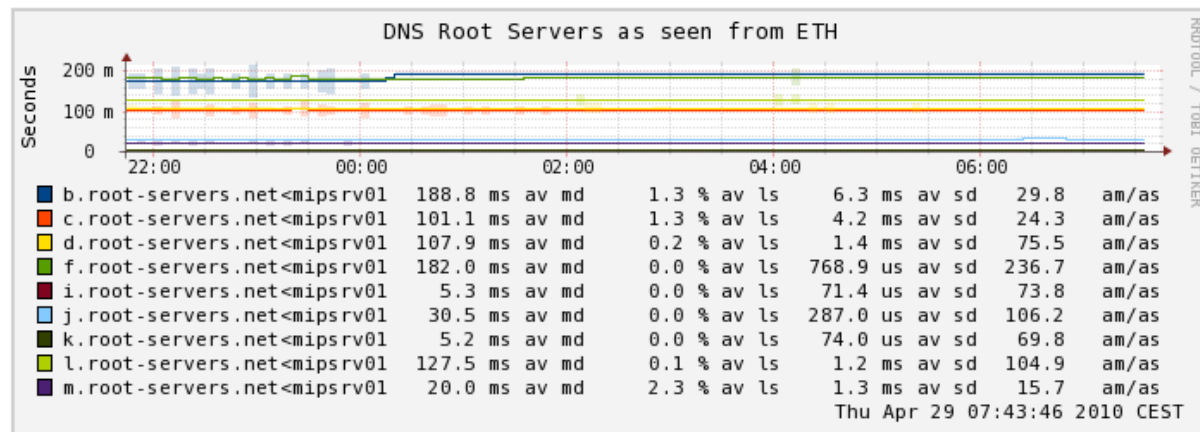 DNS Root Servers as seen from ETH
RRDTOOL / TOBI OETIKER
Seconds
200 m
100 m
0
22:00 00:00 02:00 04:00 06:00
b.root-servers.net<mipsrv01 188.8 ms av md 1.3 % av ls 6.3 ms av sd 29.8 am/as
c.root-servers.net<mipsrv01 101.1 ms av md 1.3 % av ls 4.2 ms av sd 24.3 am/as
d.root-servers.net<mipsrv01 107.9 ms av md 0.2 % av ls 1.4 ms av sd 75.5 am/as
f.root-servers.net<mipsrv01 182.0 ms av md 0.0 % av ls 768.9 us av sd 236.7 am/as
i.root-servers.net<mipsrv01 5.3 ms av md 0.0 % av ls 71.4 us av sd 73.8 am/as
j.root-servers.net<mipsrv01 30.5 ms av md 0.0 % av ls 287.0 us av sd 106.2 am/as
k.root-servers.net<mipsrv01 5.2 ms av md 0.0 % av ls 74.0 us av sd 69.8 am/as
l.root-servers.net<mipsrv01 127.5 ms av md 0.1 % av ls 1.2 ms av sd 104.9 am/as
m.root-servers.net<mipsrv01 20.0 ms av md 2.3 % av ls 1.3 ms av sd 15.7 am/as
Thu Apr 29 07:43:46 2010 CEST